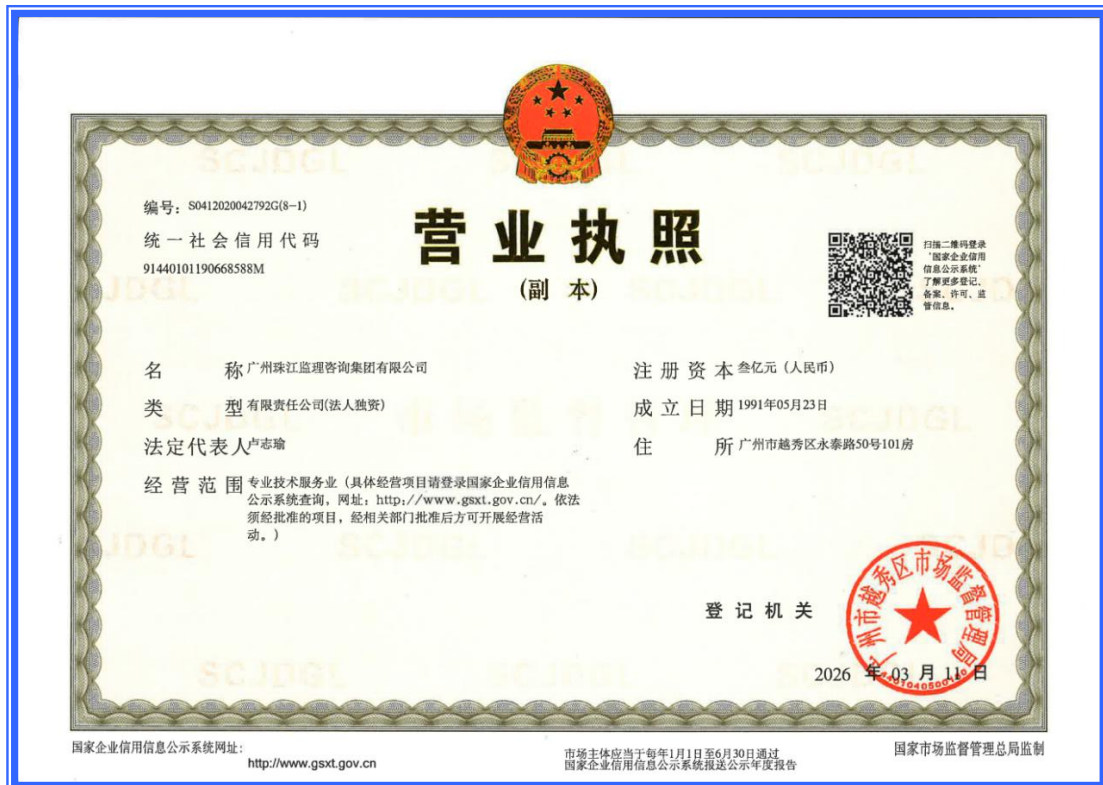 编号：S0412020042792G(8-1)
统一社会信用代码
91440101190668588M
营业执照
(副 本)
扫描二维码登录
‘国家企业信用
信息公示系统’
了解更多登记、
备案、许可、监
管信息。
名 称 广州珠江监理咨询集团有限公司
类 型 有限责任公司(法人独资)
法定代表人 卢志瑜
经营范围 专业技术服务业（具体经营项目请登录国家企业信用信息
公示系统查询，网址：http://www.gsxt.gov.cn/。依法
须经批准的项目，经相关部门批准后方可开展经营活
动。）
注册资本 叁亿元（人民币）
成立日期 1991年05月23日
住 所 广州市越秀区永泰路50号101房
登记机关
广州市越秀区市场监督管理局
2026 年 03 月 11 日
国家企业信用信息公示系统网址：
http://www.gsxt.gov.cn
市场主体应当于每年1月1日至6月30日通过
国家企业信用信息公示系统报送公示年度报告
国家市场监督管理总局监制
SCJDGL